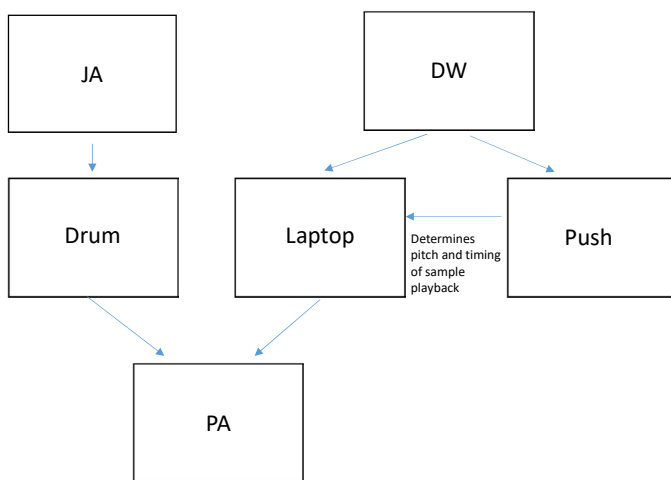 JA
DW
Drum
Laptop
Push
Determines
pitch and timing
of sample
playback
PA